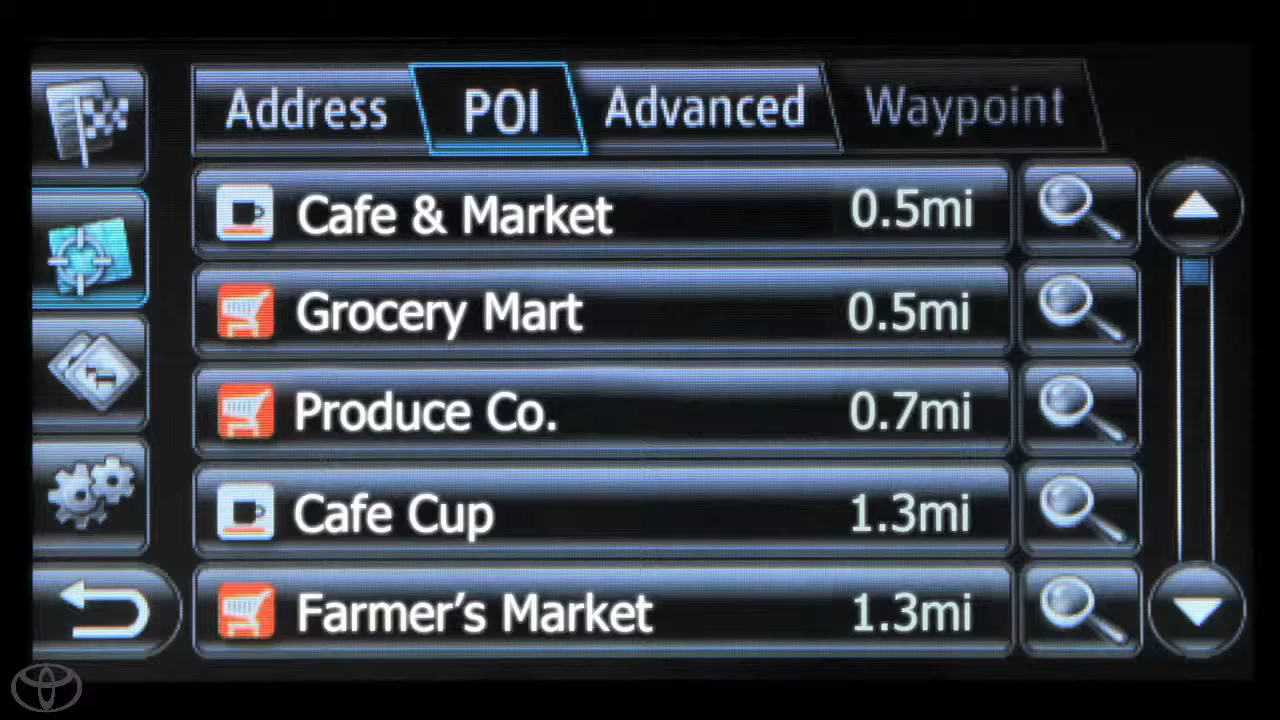 Address POI Advanced Waypoint
Cafe & Market 0.5mi
Grocery Mart 0.5mi
Produce Co. 0.7mi
Cafe Cup 1.3mi
Farmer's Market 1.3mi